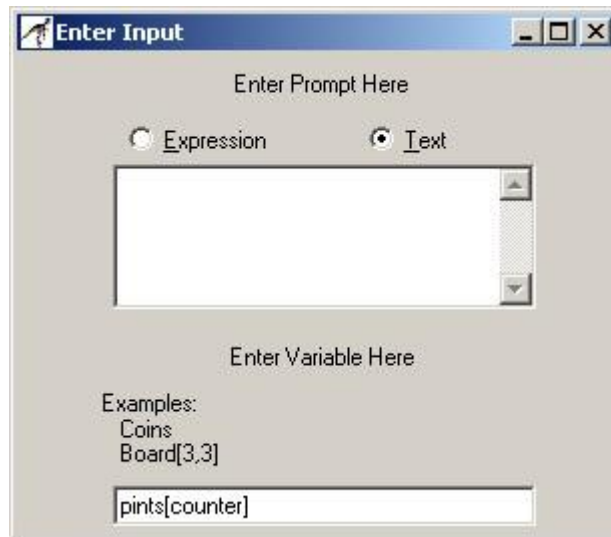 Enter Input
Enter Prompt Here
Expression Text
Enter Variable Here
Examples:
Coins
Board[3,3]
pints[counter]